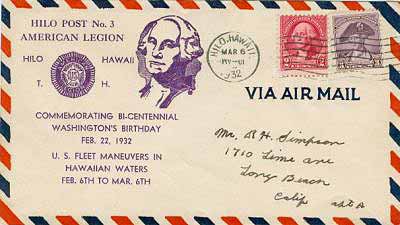 HILO POST No. 3
AMERICAN LEGION
HILO HAWAII
T. H.
COMMEMORATING BI-CENTENNIAL
WASHINGTON'S BIRTHDAY
FEB. 22, 1932
U. S. FLEET MANEUVERS IN
HAWAIIAN WATERS
FEB. 6TH TO MAR. 6TH
HILO, HAWAII
MAR 6
1932
VIA AIR MAIL
Mr. R H. Simpson
1710 Lime ave
Long Beach
Calif apt A